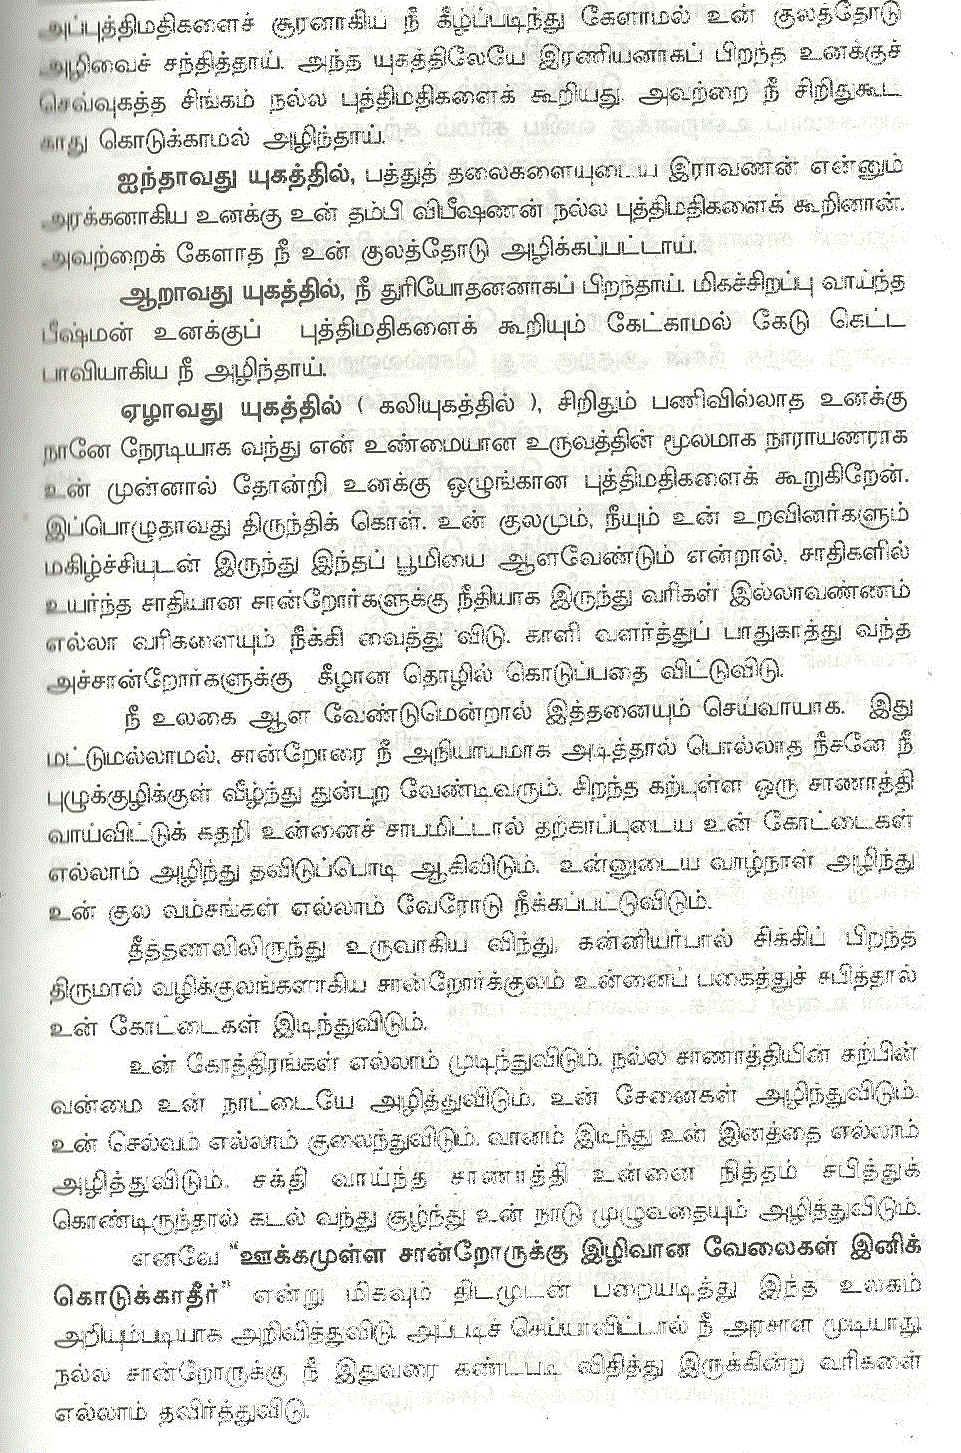 அப்புத்திமதிகளைச் சூரனாகிய நீ கீழ்ப்படிந்து கேளாமல் உன் குலத்தோடு
அழிவைச் சந்தித்தாய். அந்த யுகத்திலேயே இரணியனாகப் பிறந்த உனக்குச்
செவ்வுகத்த சிங்கம் நல்ல புத்திமதிகளைக் கூறியது. அவற்றை நீ சிறிதுகூட
காது கொடுக்காமல் அழிந்தாய்.
ஐந்தாவது யுகத்தில், பத்துத் தலைகளையுடைய இராவணன் என்னும்
அரக்கனாகிய உனக்கு உன் தம்பி விபீஷணன் நல்ல புத்திமதிகளைக் கூறினான்.
அவற்றைக் கேளாத நீ உன் குலத்தோடு அழிக்கப்பட்டாய்.
ஆறாவது யுகத்தில், நீ துரியோதனனாகப் பிறந்தாய். மிகச்சிறப்பு வாய்ந்த
பீஷ்மன் உனக்குப் புத்திமதிகளைக் கூறியும் கேட்காமல் கேடு கெட்ட
பாவியாகிய நீ அழிந்தாய்.
ஏழாவது யுகத்தில் ( கலியுகத்தில் ), சிறிதும் பணிவில்லாத உனக்கு
நானே நேரடியாக வந்து என் உண்மையான உருவத்தின் மூலமாக நாராயணராக
உன் முன்னால் தோன்றி உனக்கு ஒழுங்கான புத்திமதிகளைக் கூறுகிறேன்.
இப்பொழுதாவது திருந்திக் கொள். உன் குலமும், நீயும் உன் உறவினர்களும்
மகிழ்ச்சியுடன் இருந்து இந்தப் பூமியை ஆளவேண்டும் என்றால், சாதிகளில்
உயர்ந்த சாதியான சான்றோர்களுக்கு நீதியாக இருந்து வரிகள் இல்லாவண்ணம்
எல்லா வரிகளையும் நீக்கி வைத்து விடு. காளி வளர்த்துப் பாதுகாத்து வந்த
அச்சான்றோர்களுக்கு கீழான தொழில் கொடுப்பதை விட்டுவிடு.
நீ உலகை ஆள வேண்டுமென்றால் இத்தனையும் செய்வாயாக. இது
மட்டுமல்லாமல், சான்றோரை நீ அநியாயமாக அடித்தால் பொல்லாத நீசனே நீ
புழுக்குழிக்குள் வீழ்ந்து துன்புற வேண்டிவரும். சிறந்த கற்புள்ள ஒரு சாணாத்தி
வாய்விட்டுக் கதறி உன்னைச் சாபமிட்டால் தற்காப்புடைய உன் கோட்டைகள்
எல்லாம் அழிந்து தவிடுப்பொடி ஆகிவிடும். உன்னுடைய வாழ்நாள் அழிந்து
உன் குல வம்சங்கள் எல்லாம் வேரோடு நீக்கப்பட்டுவிடும்.
தீத்தணலிலிருந்து உருவாகிய விந்து, கன்னியர்பால் சிக்கிப் பிறந்த
திருமால் வழிக்குலங்களாகிய சான்றோர்க்குலம் உன்னைப் பகைத்துச் சபித்தால்
உன் கோட்டைகள் இடிந்துவிடும்.
உன் கோத்திரங்கள் எல்லாம் முடிந்துவிடும். நல்ல சாணாத்தியின் கற்பின்
வன்மை உன் நாட்டையே அழித்துவிடும். உன் சேனைகள் அழிந்துவிடும்.
உன் செல்வம் எல்லாம் குலைந்துவிடும். வானம் இடிந்து உன் இனத்தை எல்லாம்
அழித்துவிடும். சக்தி வாய்ந்த சாணாத்தி உன்னை நித்தம் சபித்துக்
கொண்டிருந்தால் கடல் வந்து சூழ்ந்து உன் நாடு முழுவதையும் அழித்துவிடும்.
எனவே "ஊக்கமுள்ள சான்றோருக்கு இழிவான வேலைகள் இனிக்
கொடுக்காதீர்" என்று மிகவும் திடமுடன் பறையடித்து இந்த உலகம்
அறியும்படியாக அறிவித்துவிடு. அப்படிச் செய்யாவிட்டால் நீ அரசாள முடியாது.
நல்ல சான்றோருக்கு நீ இதுவரை கண்டபடி விதித்து இருக்கின்ற வரிகளை
எல்லாம் தவிர்த்துவிடு.